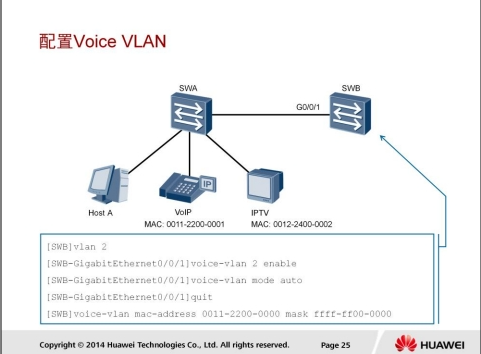 配置Voice VLAN
SWA
SWB
G0/0/1
IP
Host A
VoIP
IPTV
MAC: 0011-2200-0001
MAC: 0012-2400-0002
[SWB]vlan 2
[SWB-GigabitEthernet0/0/1]voice-vlan 2 enable
[SWB-GigabitEthernet0/0/1]voice-vlan mode auto
[SWB-GigabitEthernet0/0/1]quit
[SWB]voice-vlan mac-address 0011-2200-0000 mask ffff-ff00-0000
Copyright © 2014 Huawei Technologies Co., Ltd. All rights reserved.
Page 25
HUAWEI